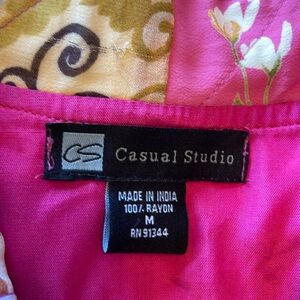 CS Casual Studio
MADE IN INDIA
100/. RAYON
M
RN 91344